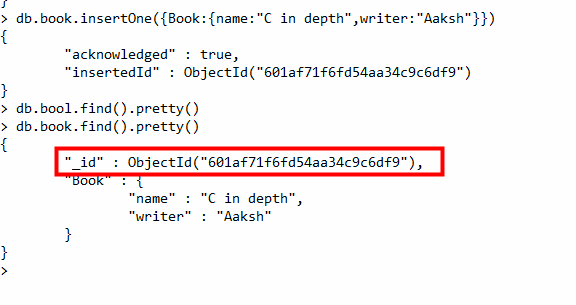 }
> db.book.insertOne({Book:{name:"C in depth",writer:"Aaksh"}})
{
"acknowledged" : true,
"insertedId" : ObjectId("601af71f6fd54aa34c9c6df9")
}
> db.bool.find().pretty()
> db.book.find().pretty()
{
"_id" : ObjectId("601af71f6fd54aa34c9c6df9"),
"Book" : {
"name" : "C in depth",
"writer" : "Aaksh"
}
}
>